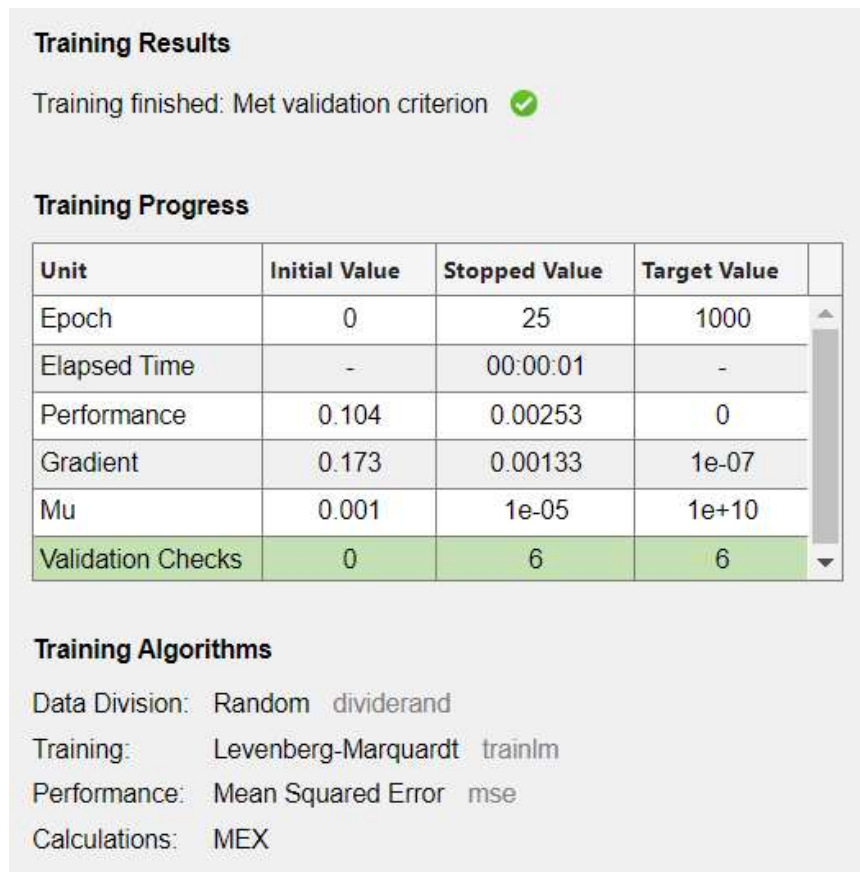 Training Results
Training finished: Met validation criterion
Training Progress
Unit Initial Value Stopped Value Target Value
Epoch 0 25 1000
Elapsed Time - 00:00:01 -
Performance 0.104 0.00253 0
Gradient 0.173 0.00133 1e-07
Mu 0.001 1e-05 1e+10
Validation Checks 0 6 6
Training Algorithms
Data Division: Random dividerand
Training: Levenberg-Marquardt trainlm
Performance: Mean Squared Error mse
Calculations: MEX